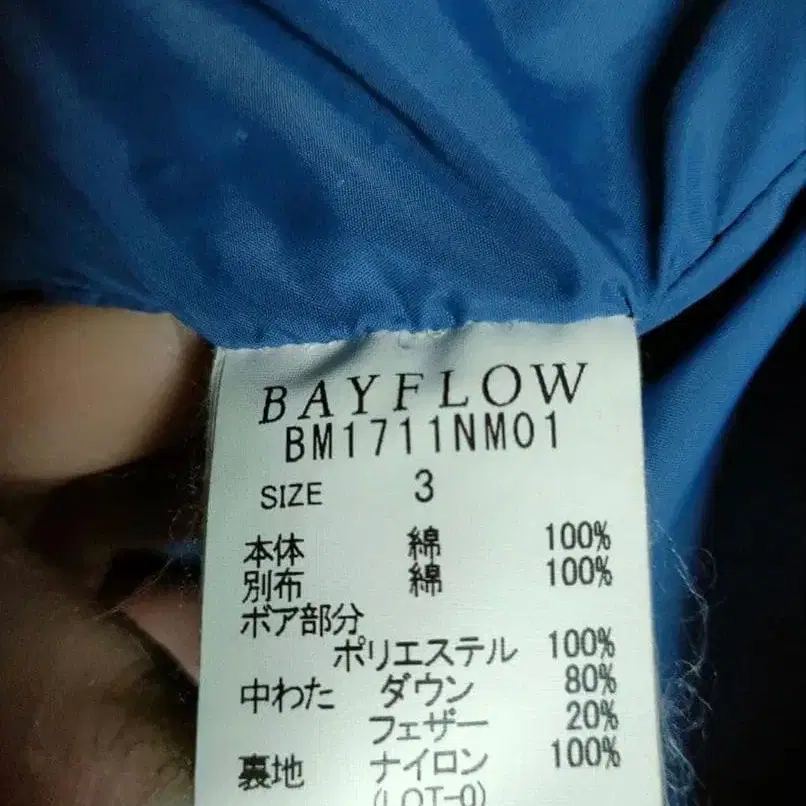 BAYFLOW
BM1711NM01
SIZE 3
本体 綿 100%
別布 綿 100%
ボア部分
ポリエステル 100%
中わた ダウン 80%
フェザー 20%
裏地 ナイロン 100%
(LOT-0)